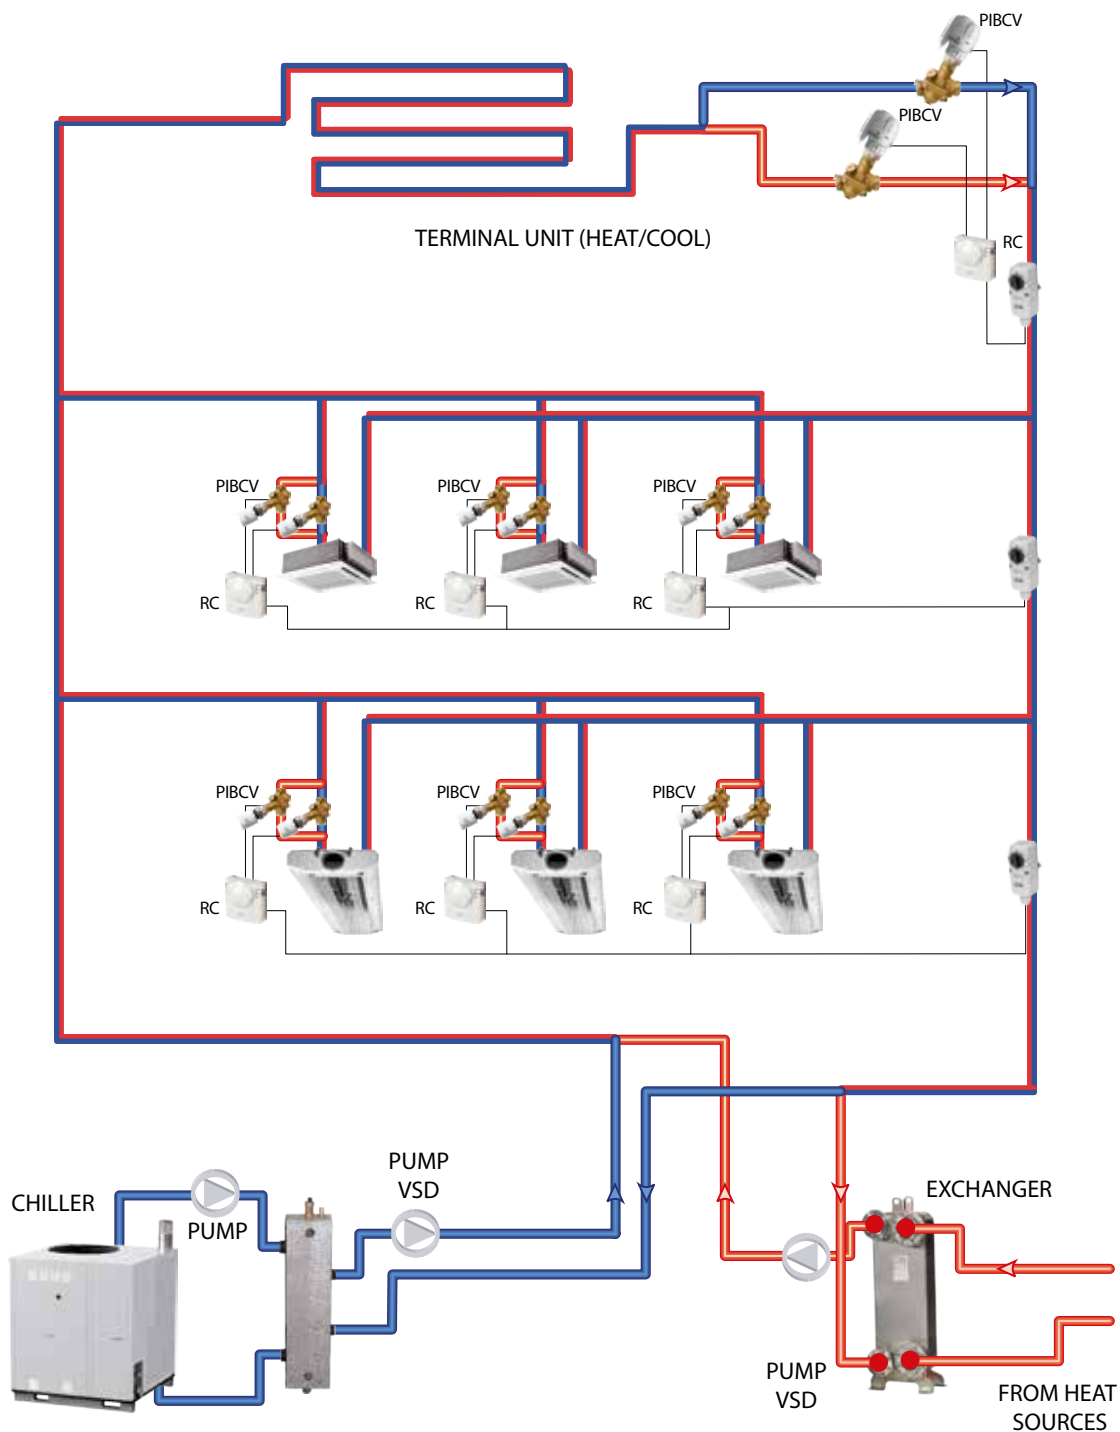 PIBCV
PIBCV
TERMINAL UNIT (HEAT/COOL)
RC
PIBCV
PIBCV
PIBCV
RC
RC
RC
PIBCV
PIBCV
PIBCV
RC
RC
RC
PUMP
VSD
CHILLER
PUMP
EXCHANGER
PUMP
VSD
FROM HEAT
SOURCES